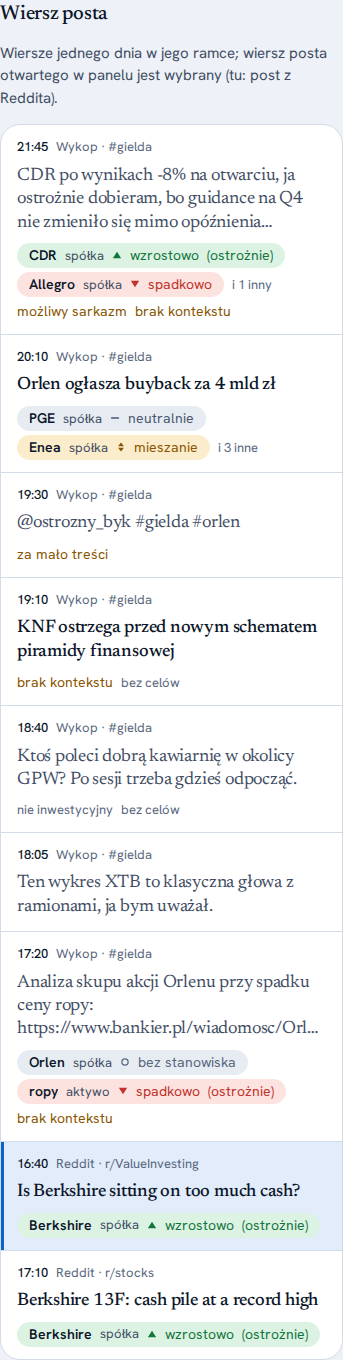 Wiersz posta
Wiersze jednego dnia w jego ramce; wiersz posta
otwartego w panelu jest wybrany (tu: post z
Reddita).
21:45 Wykop · #gielda
CDR po wynikach -8% na otwarciu, ja
ostrożnie dobieram, bo guidance na Q4
nie zmieniło się mimo opóźnienia...
CDR spółka ▲ wzrostowo (ostrożnie)
Allegro spółka ▼ spadkowo i 1 inny
możliwy sarkazm brak kontekstu
20:10 Wykop · #gielda
Orlen ogłasza buyback za 4 mld zł
PGE spółka – neutralnie
Enea spółka mieszanie i 3 inne
19:30 Wykop · #gielda
@ostrozny_byk #gielda #orlen
za mało treści
19:10 Wykop · #gielda
KNF ostrzega przed nowym schematem
piramidy finansowej
brak kontekstu bez celów
18:40 Wykop · #gielda
Ktoś poleci dobrą kawiarnię w okolicy
GPW? Po sesji trzeba gdzieś odpocząć.
nie inwestycyjny bez celów
18:05 Wykop · #gielda
Ten wykres XTB to klasyczna głowa z
ramionami, ja bym uważał.
17:20 Wykop · #gielda
Analiza skupu akcji Orlenu przy spadku
ceny ropy:
https://www.bankier.pl/wiadomosc/Orl...
Orlen spółka bez stanowiska
ropy aktywo ▼ spadkowo (ostrożnie)
brak kontekstu
16:40 Reddit · r/ValueInvesting
Is Berkshire sitting on too much cash?
Berkshire spółka ▲ wzrostowo (ostrożnie)
17:10 Reddit · r/stocks
Berkshire 13F: cash pile at a record high
Berkshire spółka ▲ wzrostowo (ostrożnie)